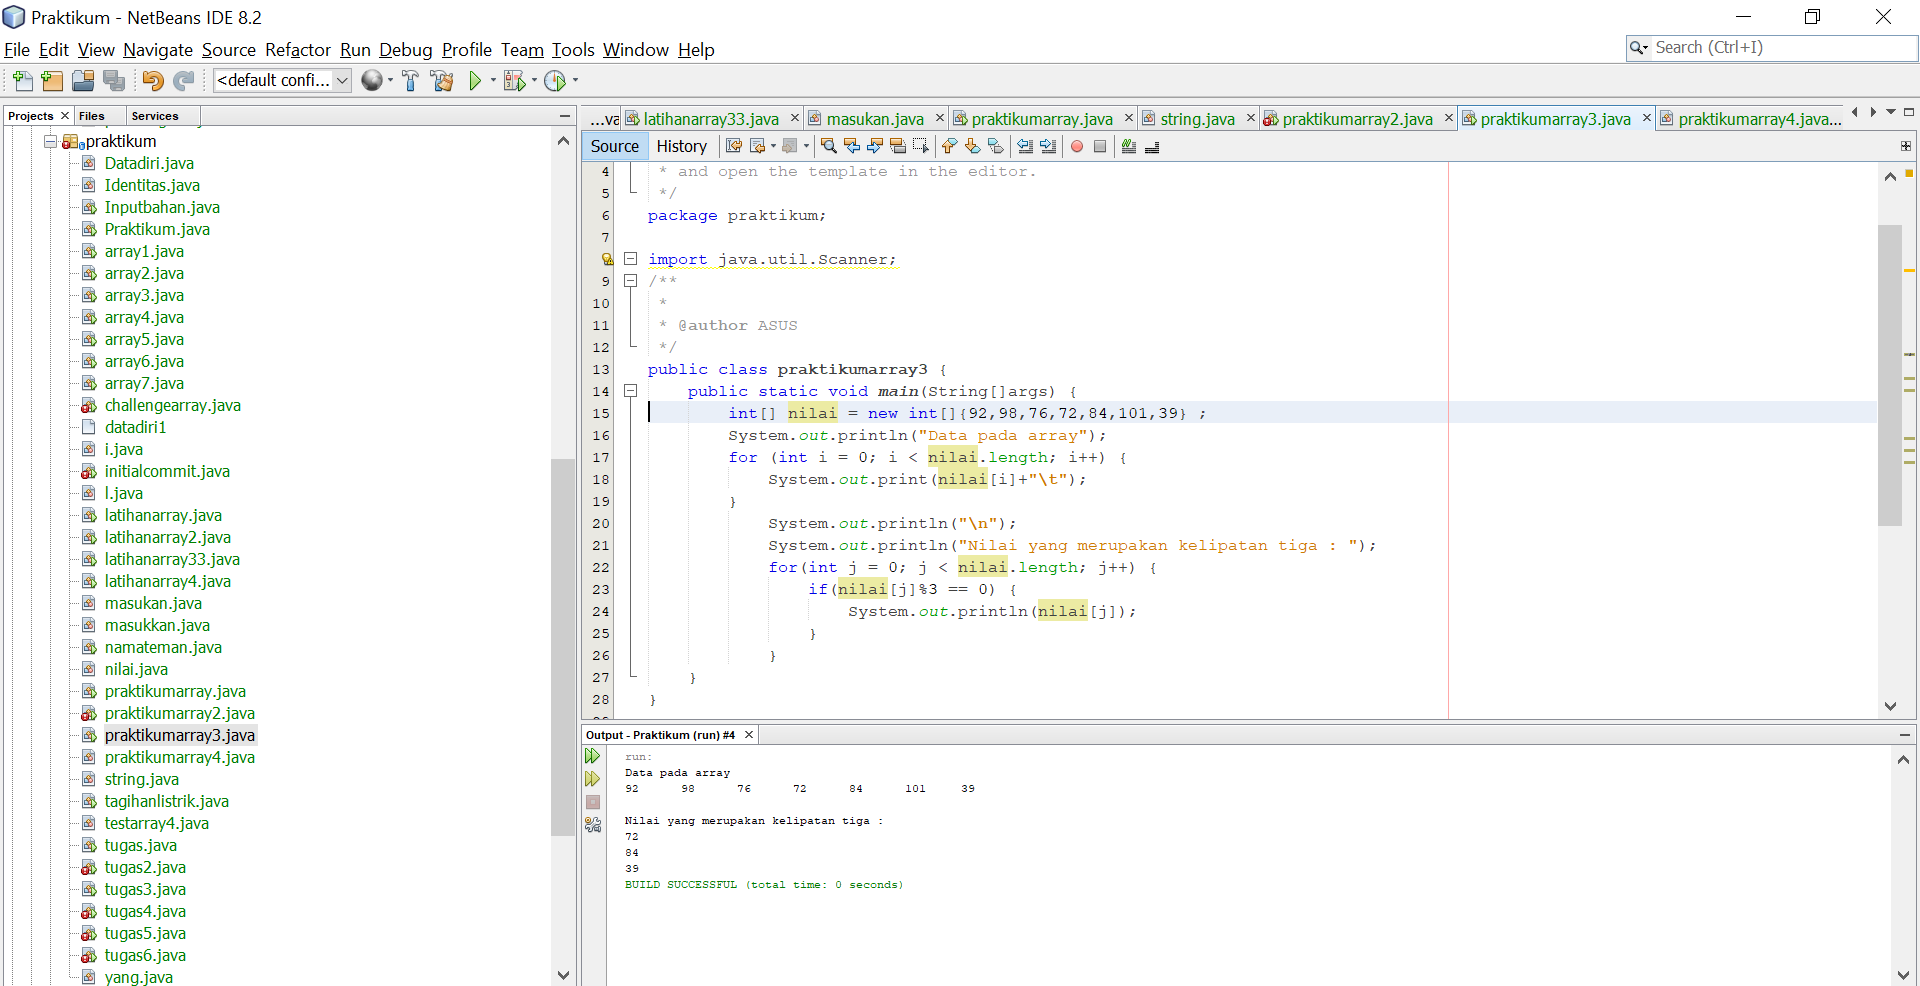 Praktikum - NetBeans IDE 8.2
File Edit View Navigate Source Refactor Run Debug Profile Team Tools Window Help
Search (Ctrl+I)
<default confi...
Projects Files Services
praktikum
Datadiri.java
Identitas.java
Inputbahan.java
Praktikum.java
array1.java
array2.java
array3.java
array4.java
array5.java
array6.java
array7.java
challengearray.java
datadiri1
i.java
initialcommit.java
l.java
latihanarray.java
latihanarray2.java
latihanarray33.java
latihanarray4.java
masukan.java
masukkan.java
namateman.java
nilai.java
praktikumarray.java
praktikumarray2.java
praktikumarray3.java
praktikumarray4.java
string.java
tagihanlistrik.java
testarray4.java
tugas.java
tugas2.java
tugas3.java
tugas4.java
tugas5.java
tugas6.java
yang.java
...va latihanarray33.java masukan.java praktikumarray.java string.java praktikumarray2.java praktikumarray3.java praktikumarray4.java...
Source History
4 * and open the template in the editor.
5 */
6 package praktikum;
7
import java.util.Scanner;
9 /**
10 *
11 * @author ASUS
12 */
13 public class praktikumarray3 {
14 public static void main(String[]args) {
15 int[] nilai = new int[]{92,98,76,72,84,101,39} ;
16 System.out.println("Data pada array");
17 for (int i = 0; i < nilai.length; i++) {
18 System.out.print(nilai[i]+"\t");
19 }
20 System.out.println("\n");
21 System.out.println("Nilai yang merupakan kelipatan tiga : ");
22 for(int j = 0; j < nilai.length; j++) {
23 if(nilai[j]%3 == 0) {
24 System.out.println(nilai[j]);
25 }
26 }
27 }
28 }
Output - Praktikum (run) #4
run:
Data pada array
92 98 76 72 84 101 39
Nilai yang merupakan kelipatan tiga :
72
84
39
BUILD SUCCESSFUL (total time: 0 seconds)